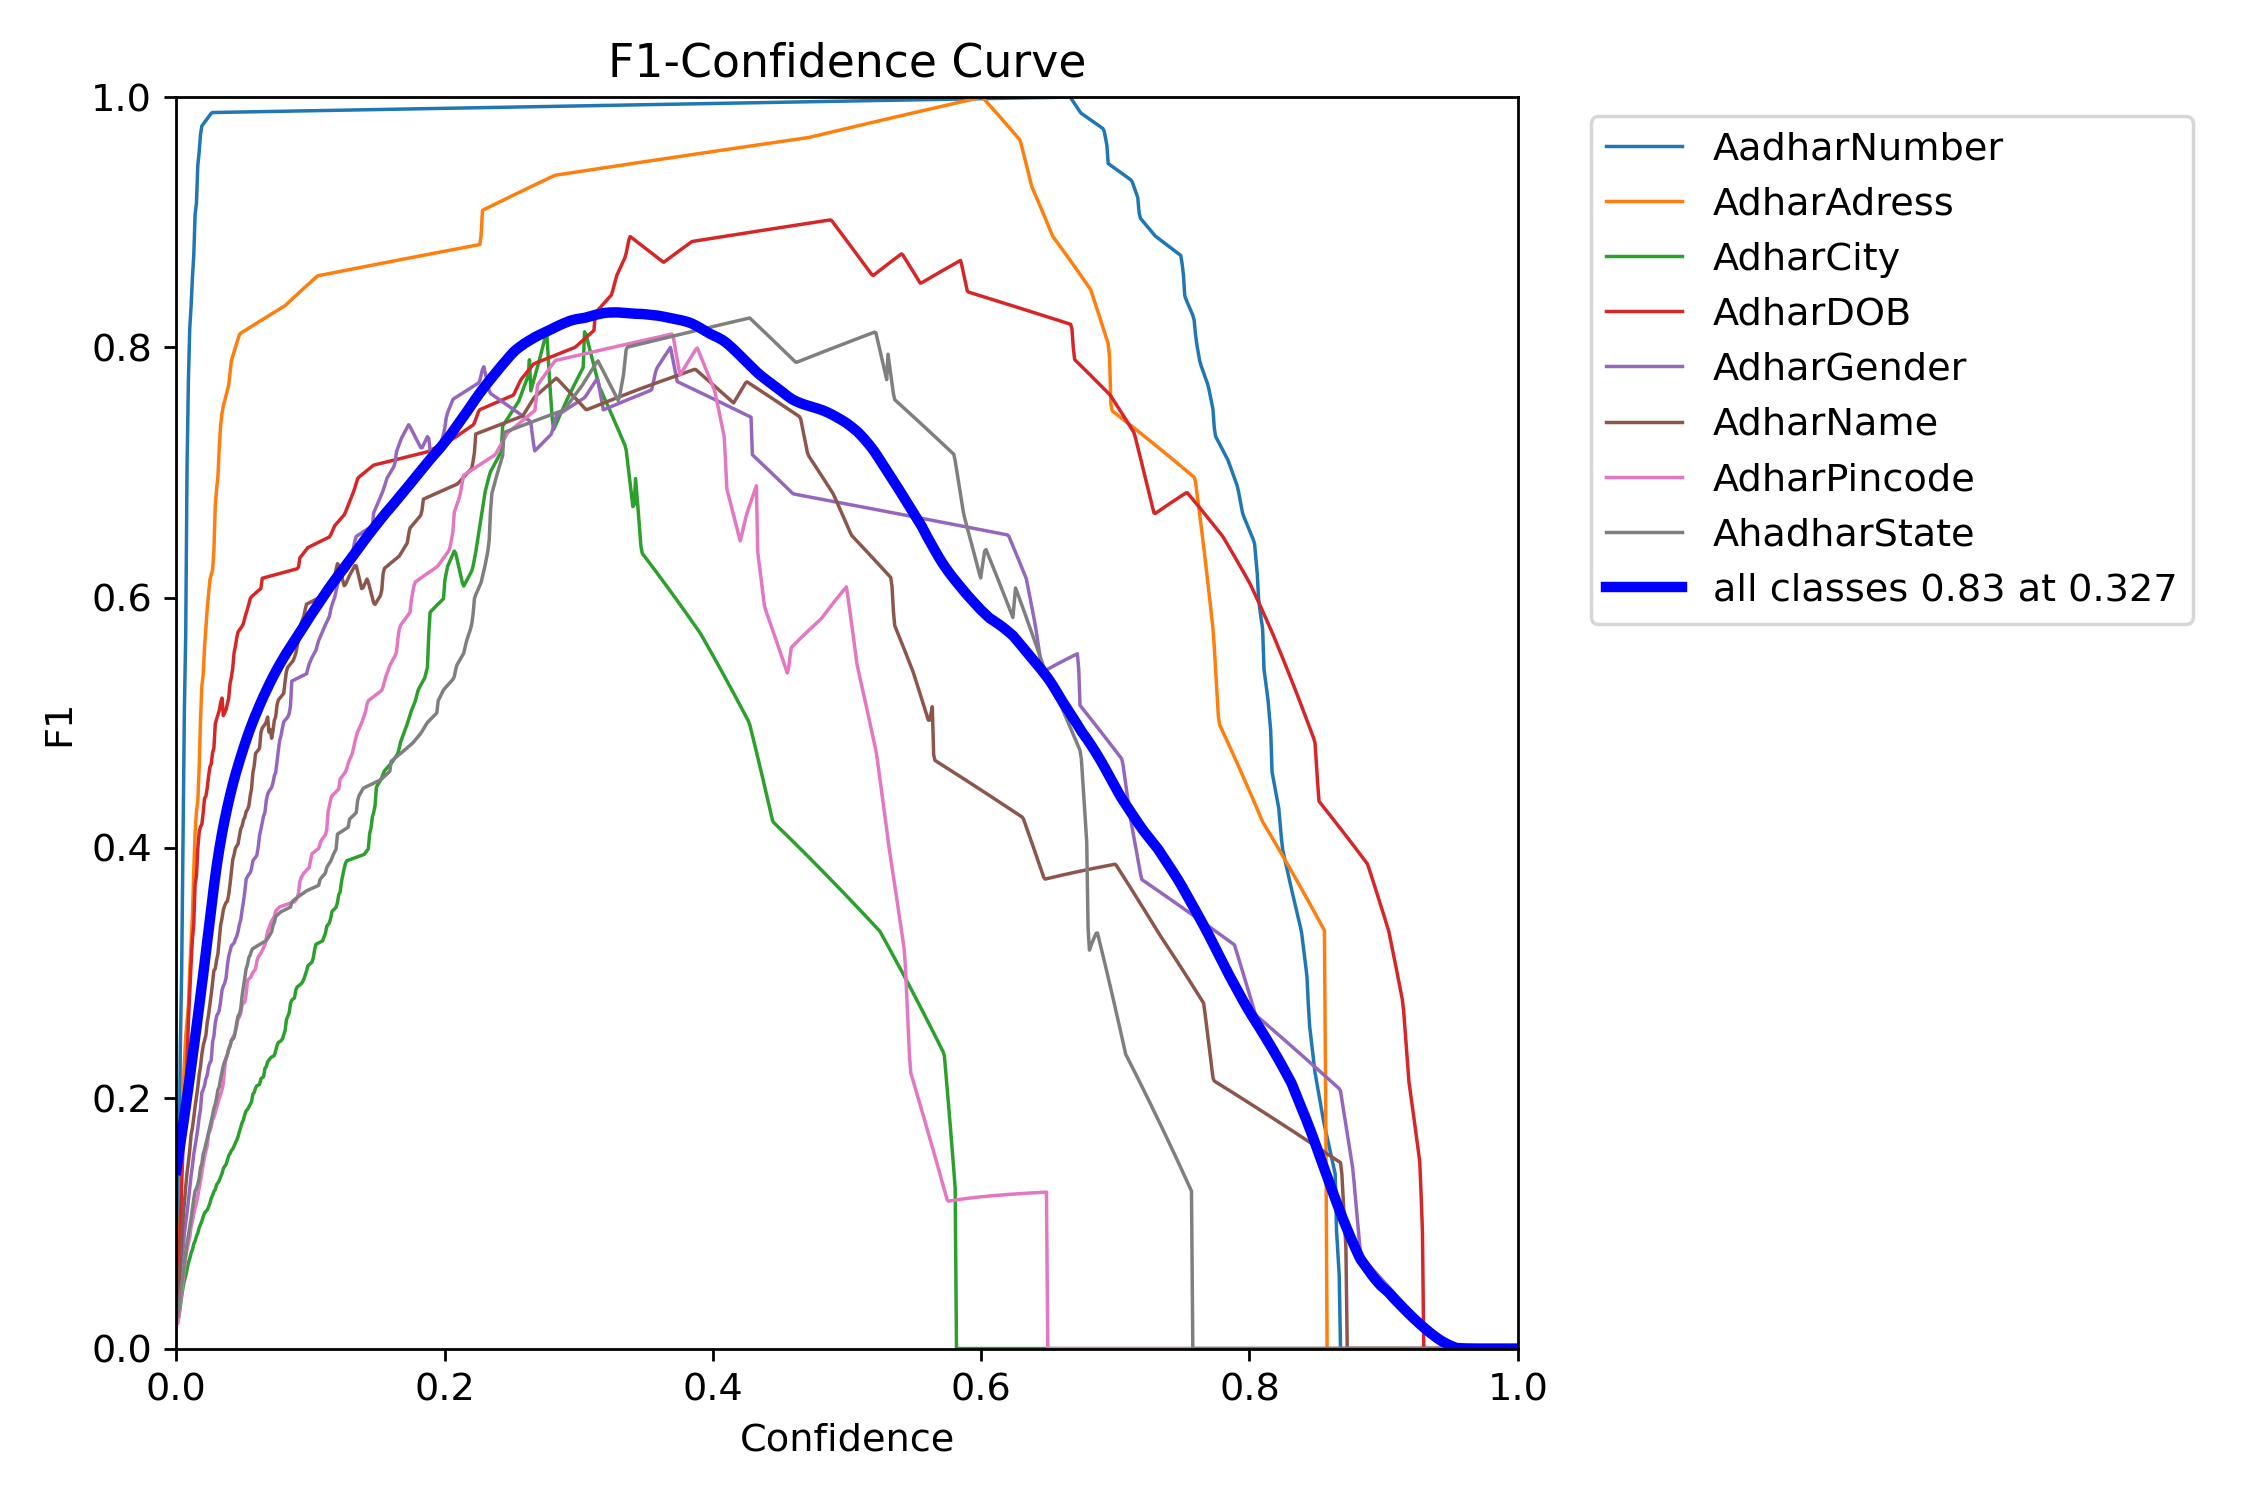 F1-Confidence Curve
1.0
0.8
0.6
0.4
0.2
0.0
F1
0.0 0.2 0.4 0.6 0.8 1.0
Confidence
AadharNumber
AdharAdress
AdharCity
AdharDOB
AdharGender
AdharName
AdharPincode
AhadharState
all classes 0.83 at 0.327